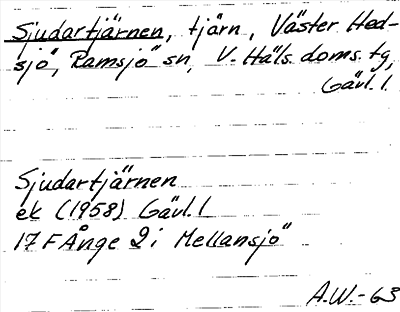 Sjudartjärnen, tjärn, Väster Hed-
sjö, Ramsjö sn, V. Häls. doms. tg,
Gävl. l.
Sjudartjärnen
ek (1958) Gävl. l
17 F Ånge 2 i Mellansjö
A.W.-63